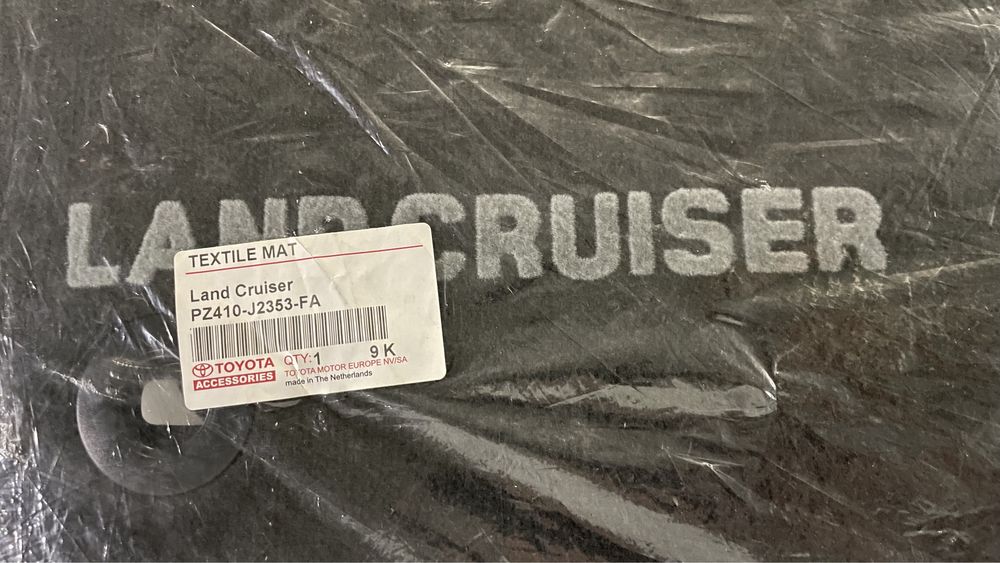 LAND CRUISER
TEXTILE MAT
Land Cruiser
PZ410-J2353-FA
TOYOTA
ACCESSORIES
QTY:1 9 K
TOYOTA MOTOR EUROPE NV/SA
made in The Netherlands